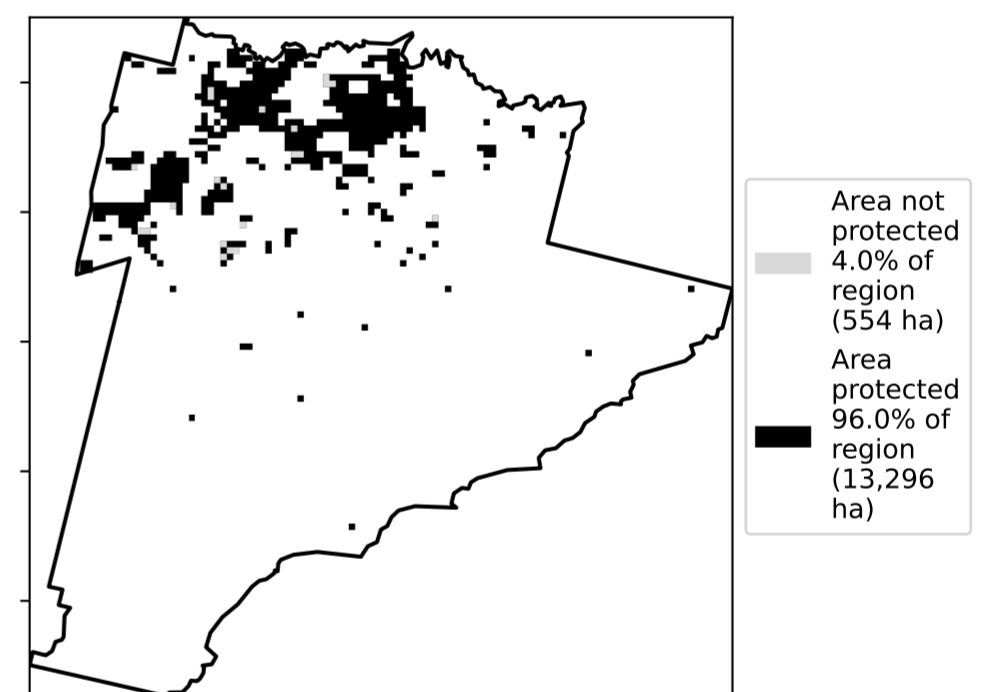 Area not
protected
4.0% of
region
(554 ha)
Area
protected
96.0% of
region
(13,296
ha)